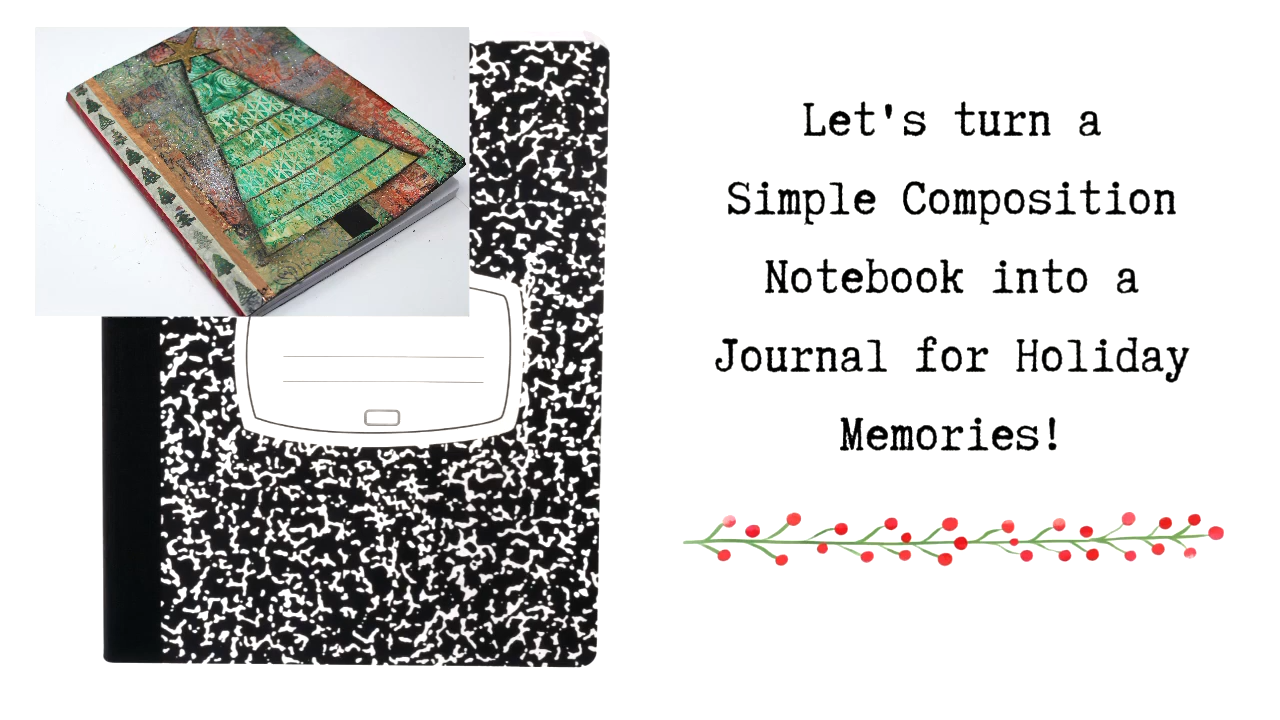 Let's turn a
Simple Composition
Notebook into a
Journal for Holiday
Memories!